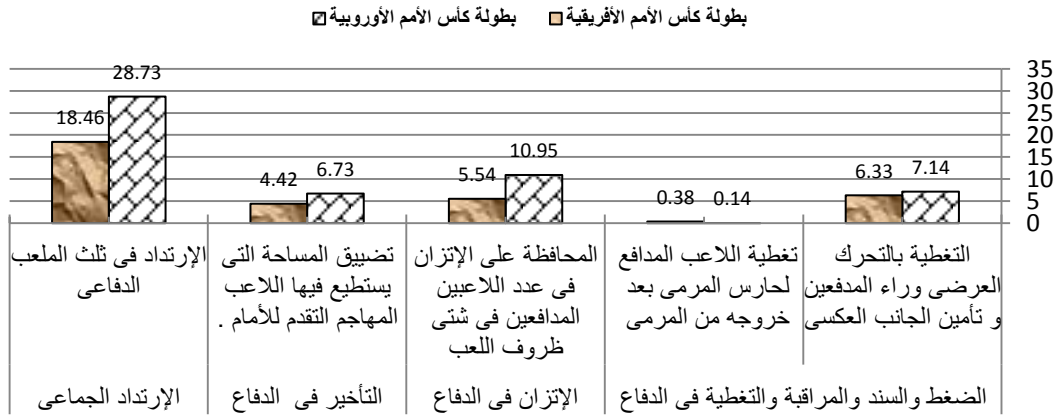 بطولة كأس الأمم الأفريقية بطولة كأس الأمم الأوروبية
35
30
25
20
15
10
5
0
7.14
6.33
0.14
0.38
10.95
5.54
6.73
4.42
28.73
18.46
التغطية بالتحرك
العرضى وراء المدفعين
و تأمين الجانب العكسى
تغطية اللاعب المدافع
لحارس المرمى بعد
خروجه من المرمى
المحافظة على الإتزان
فى عدد اللاعبين
المدافعين فى شتى
ظروف اللعب
تضييق المساحة التى
يستطيع فيها اللاعب
المهاجم التقدم للأمام .
الإرتداد فى ثلث الملعب
الدفاعى
الضغط والسند والمراقبة والتغطية فى الدفاع
الإتزان فى الدفاع
التأخير فى الدفاع
الإرتداد الجماعى